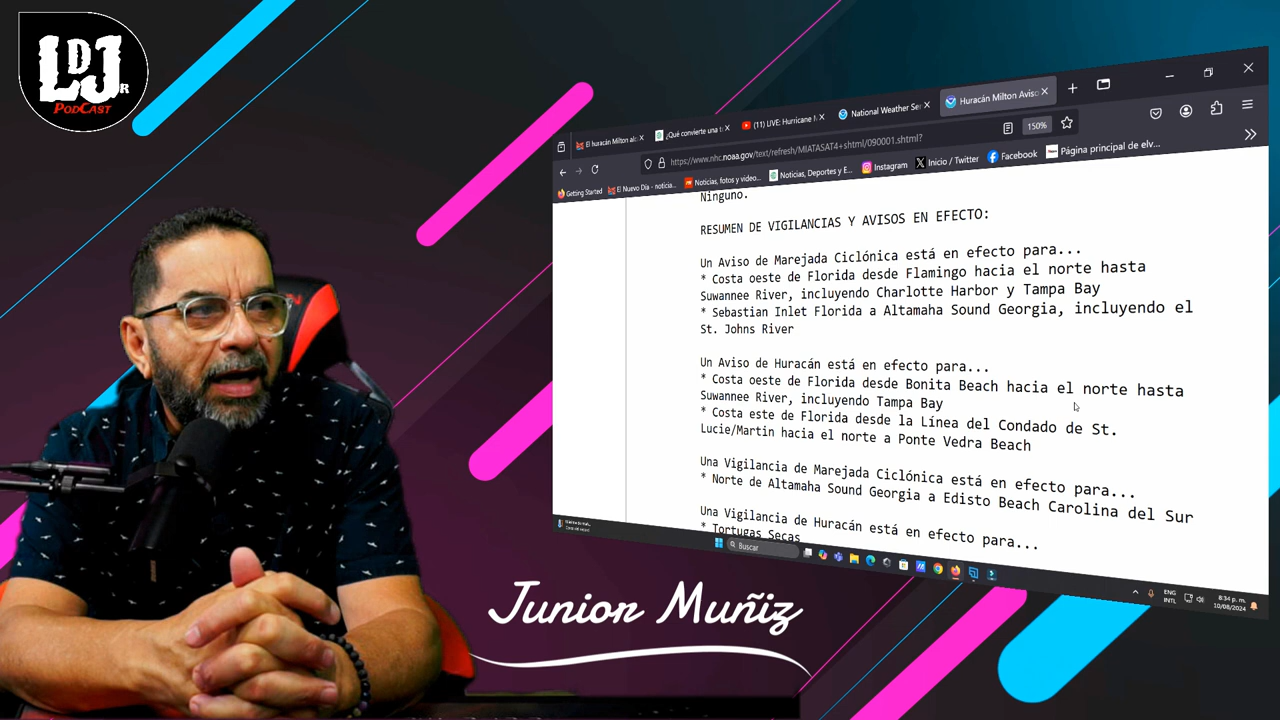 LDJR
PodCast
El huracán Milton al
¿Qué convierte una t
(11) LIVE: Hurricane M
National Weather Ser
Huracán Milton Aviso
https://www.nhc.noaa.gov/text/refresh/MIATASAT4+shtml/090001.shtml?
150%
Getting Started
El Nuevo Día - noticia...
Noticias, fotos y video...
Noticias, Deportes y E...
Instagram
Inicio / Twitter
Facebook
Página principal de elv...
Ninguno.
RESUMEN DE VIGILANCIAS Y AVISOS EN EFECTO:
Un Aviso de Marejada Ciclónica está en efecto para...
* Costa oeste de Florida desde Flamingo hacia el norte hasta
Suwannee River, incluyendo Charlotte Harbor y Tampa Bay
* Sebastian Inlet Florida a Altamaha Sound Georgia, incluyendo el
St. Johns River
Un Aviso de Huracán está en efecto para...
* Costa oeste de Florida desde Bonita Beach hacia el norte hasta
Suwannee River, incluyendo Tampa Bay
* Costa este de Florida desde la Línea del Condado de St.
Lucie/Martin hacia el norte a Ponte Vedra Beach
Una Vigilancia de Marejada Ciclónica está en efecto para...
* Norte de Altamaha Sound Georgia a Edisto Beach Carolina del Sur
Una Vigilancia de Huracán está en efecto para...
* Tortugas Secas
Buscar
ENG
INTL
8:34 p. m.
10/08/2024
Junior Muñiz